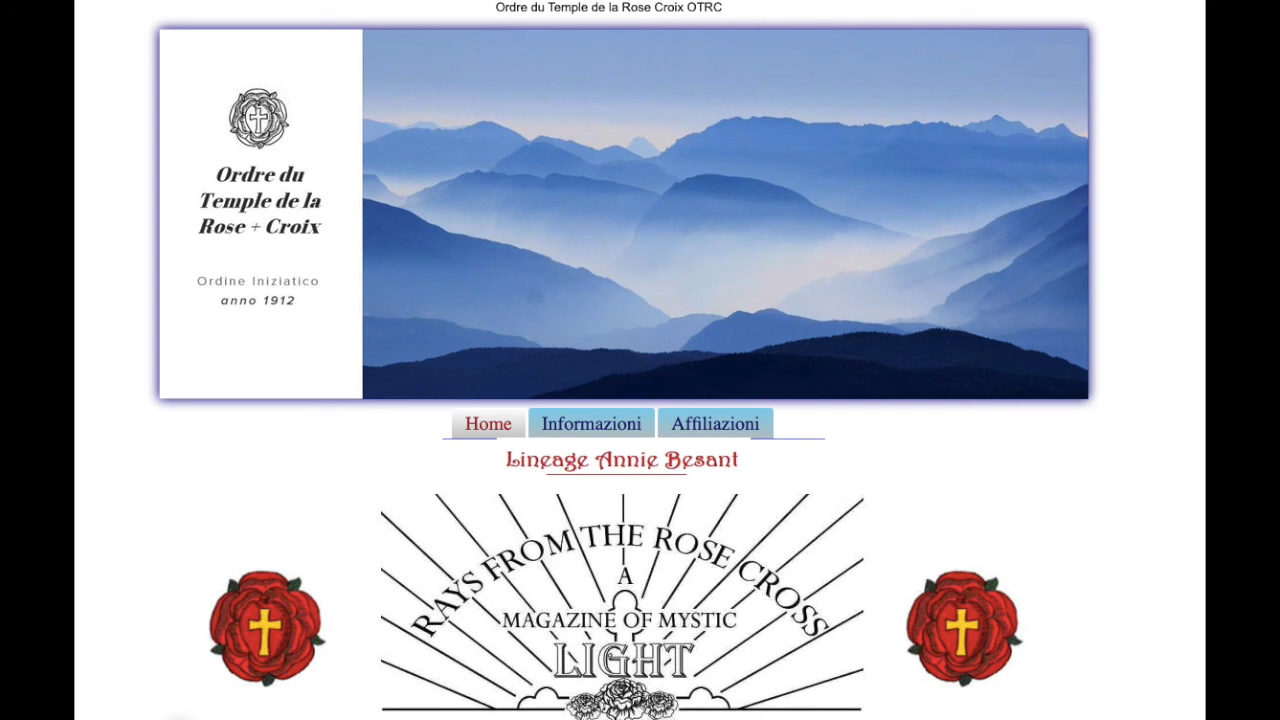 Ordre du Temple de la Rose Croix OTRC
Ordre du
Temple de la
Rose + Croix
Ordine Iniziatico
anno 1912
Home Informazioni Affiliazioni
Lineage Annie Besant
RAYS FROM THE ROSE CROSS
A
MAGAZINE OF MYSTIC
LIGHT